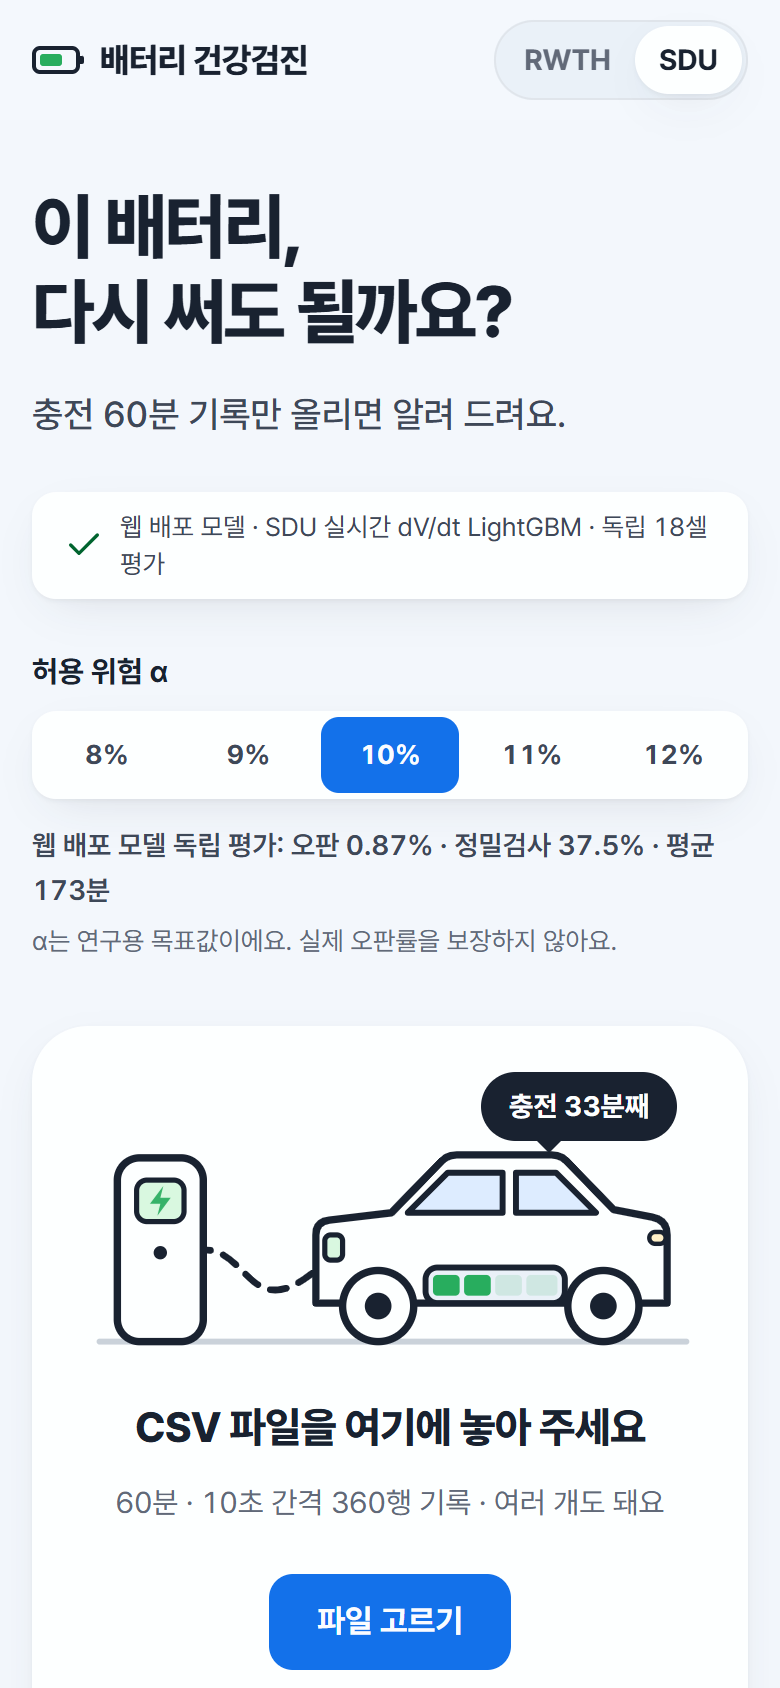 배터리 건강검진
RWTH
SDU
이 배터리,
다시 써도 될까요?
충전 60분 기록만 올리면 알려 드려요.
웹 배포 모델 · SDU 실시간 dV/dt LightGBM · 독립 18셀
평가
허용 위험 α
8%
9%
10%
11%
12%
웹 배포 모델 독립 평가: 오판 0.87% · 정밀검사 37.5% · 평균
173분
α는 연구용 목표값이에요. 실제 오판률을 보장하지 않아요.
충전 33분째
CSV 파일을 여기에 놓아 주세요
60분 · 10초 간격 360행 기록 · 여러 개도 돼요
파일 고르기